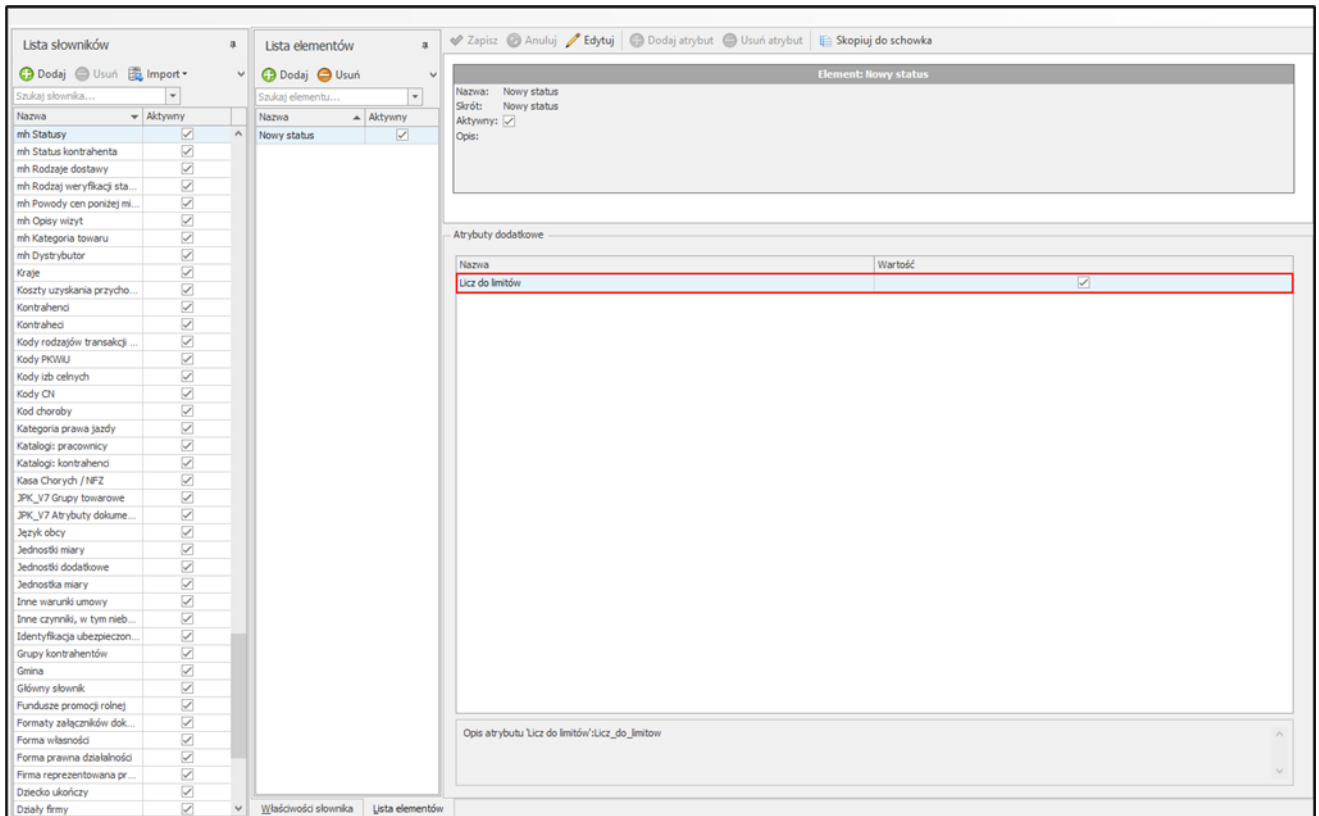 Lista słowników
Dodaj Usuń Import
Szukaj słownika...
Nazwa Aktywny
mh Statusy
mh Status kontrahenta
mh Rodzaje dostawy
mh Rodzaj weryfikacji sta...
mh Powody cen poniżej mi...
mh Opisy wizyt
mh Kategoria towaru
mh Dystrybutor
Kraje
Koszty uzyskania przycho...
Kontrahenci
Kontraheci
Kody rodzajów transakcji ...
Kody PKWiU
Kody izb celnych
Kody CN
Kod choroby
Kategoria prawa jazdy
Katalogi: pracownicy
Katalogi: kontrahenci
Kasa Chorych / NFZ
JPK_V7 Grupy towarowe
JPK_V7 Atrybuty dokume...
Język obcy
Jednostki miary
Jednostki dodatkowe
Jednostka miary
Inne warunki umowy
Inne czynniki, w tym nieb...
Identyfikacja ubezpieczon...
Grupy kontrahentów
Gmina
Główny słownik
Fundusze promocji rolnej
Formaty załączników dok...
Forma własności
Forma prawna działalności
Firma reprezentowana pr...
Dziecko ukończy
Działy firmy
Lista elementów
Dodaj Usuń
Szukaj elementu...
Nazwa Aktywny
Nowy status
Właściwości słownika Lista elementów
Zapisz Anuluj Edytuj Dodaj atrybut Usuń atrybut Skopiuj do schowka
Element: Nowy status
Nazwa: Nowy status
Skrót: Nowy status
Aktywny:
Opis:
Atrybuty dodatkowe
Nazwa Wartość
Licz do limitów
Opis atrybutu 'Licz do limitów':Licz_do_limitow